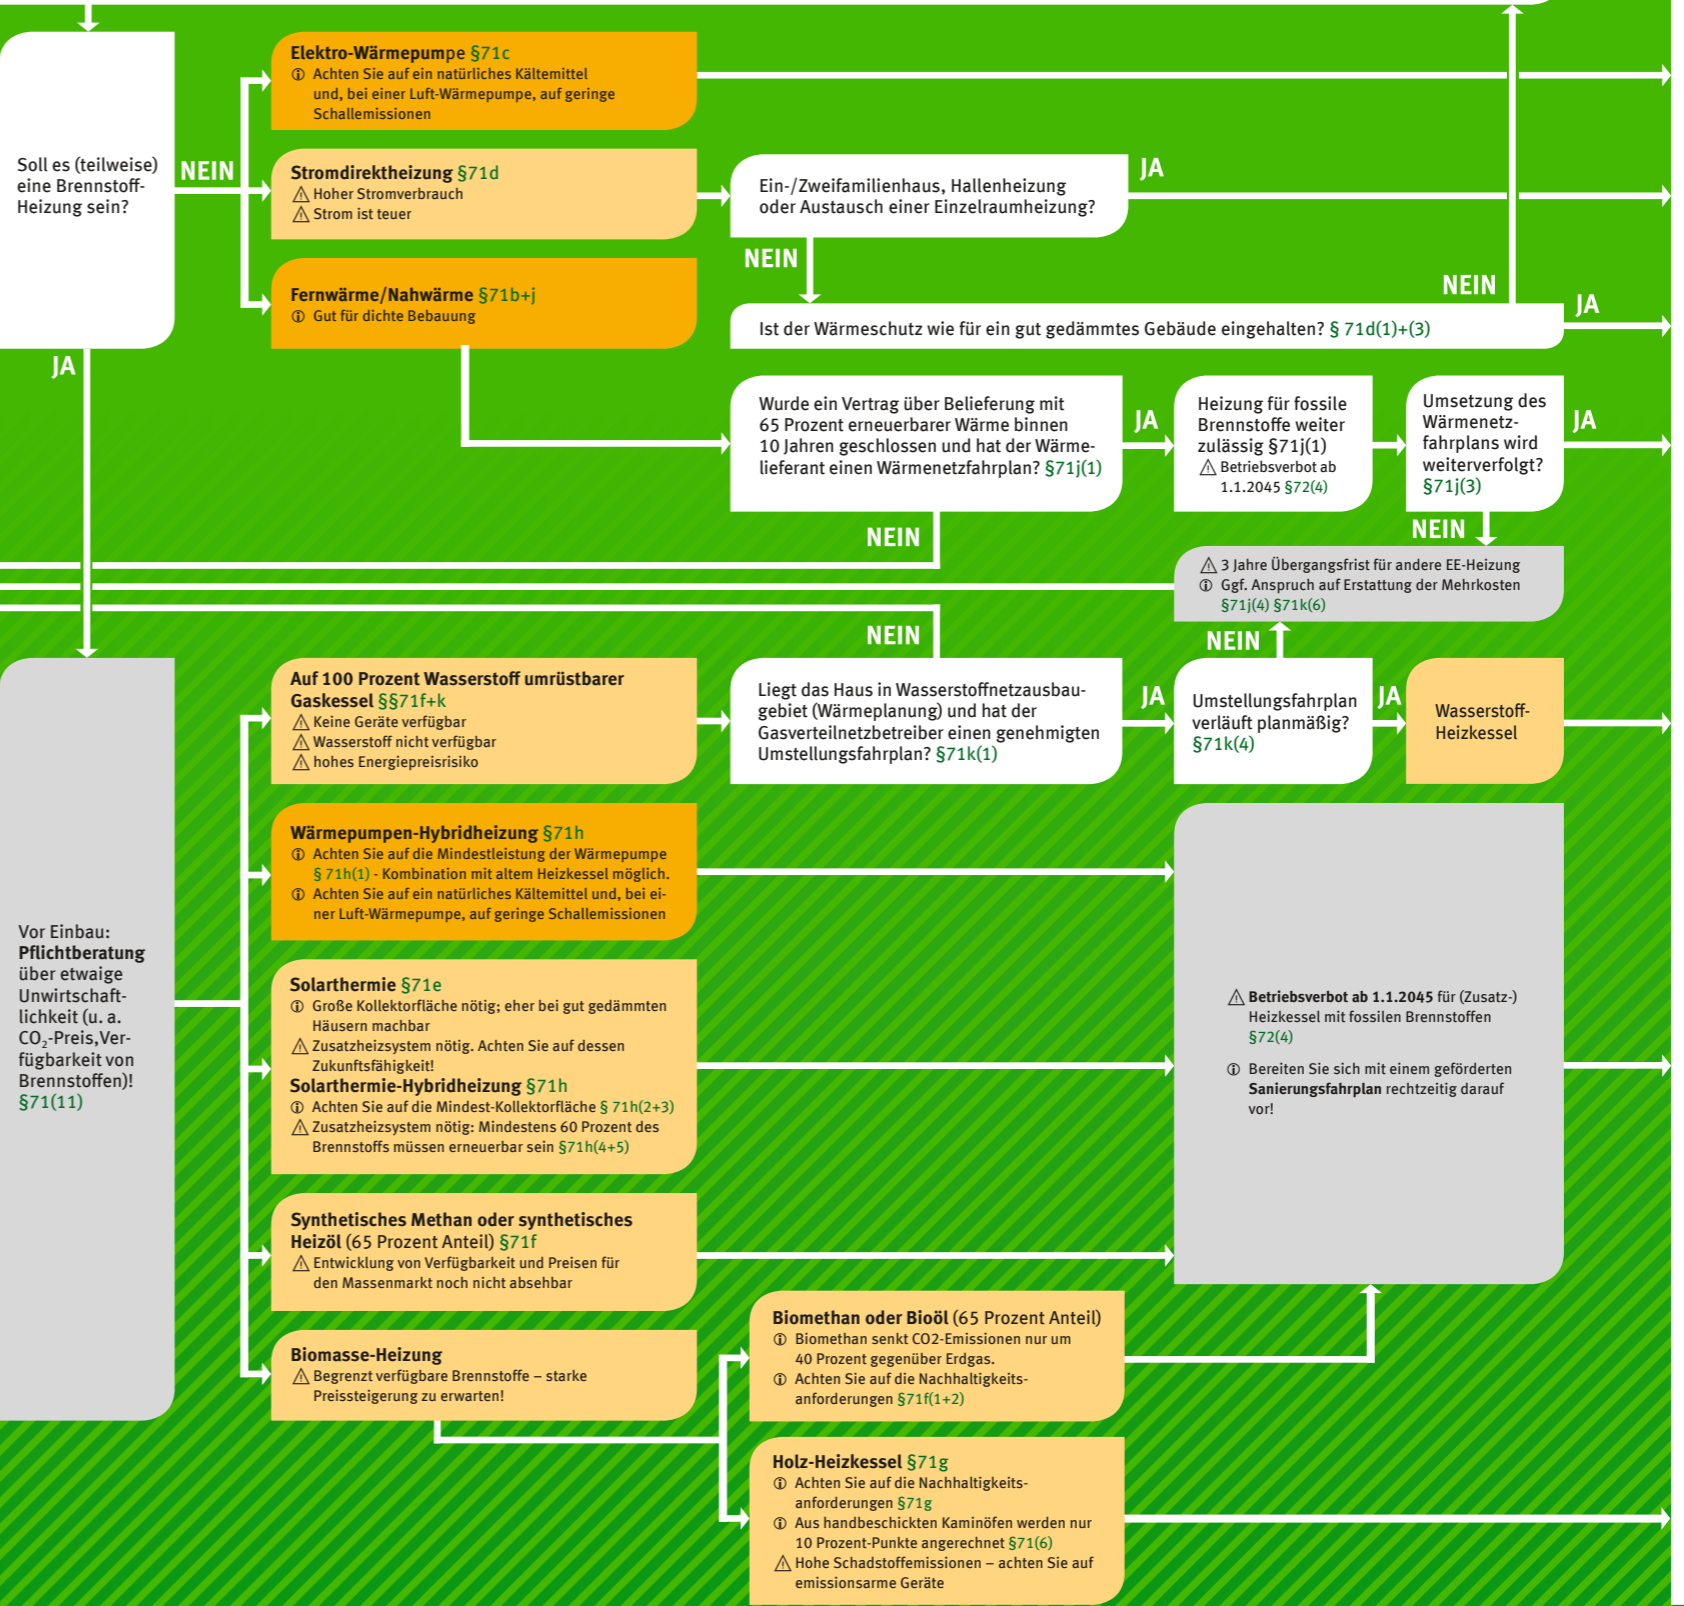 Soll es (teilweise)
eine Brennstoff-
Heizung sein?
NEIN
JA
Elektro-Wärmepumpe §71c
Achten Sie auf ein natürliches Kältemittel
und, bei einer Luft-Wärmepumpe, auf geringe
Schallemissionen
Stromdirektheizung §71d
Hoher Stromverbrauch
Strom ist teuer
Ein-/Zweifamilienhaus, Hallenheizung
oder Austausch einer Einzelraumheizung?
JA
NEIN
Fernwärme/Nahwärme §71b+j
Gut für dichte Bebauung
Ist der Wärmeschutz wie für ein gut gedämmtes Gebäude eingehalten? § 71d(1)+(3)
NEIN
JA
Wurde ein Vertrag über Belieferung mit
65 Prozent erneuerbarer Wärme binnen
10 Jahren geschlossen und hat der Wärme-
lieferant einen Wärmenetzfahrplan? §71j(1)
JA
NEIN
Heizung für fossile
Brennstoffe weiter
zulässig §71j(1)
Betriebsverbot ab
1.1.2045 §72(4)
Umsetzung des
Wärmenetz-
fahrplans wird
weiterverfolgt?
§71j(3)
JA
NEIN
3 Jahre Übergangsfrist für andere EE-Heizung
Ggf. Anspruch auf Erstattung der Mehrkosten
§71j(4) §71k(6)
Vor Einbau:
Pflichtberatung
über etwaige
Unwirtschaft-
lichkeit (u. a.
CO₂-Preis,Ver-
fügbarkeit von
Brennstoffen)!
§71(11)
Auf 100 Prozent Wasserstoff umrüstbarer
Gaskessel §§71f+k
Keine Geräte verfügbar
Wasserstoff nicht verfügbar
hohes Energiepreisrisiko
NEIN
Liegt das Haus in Wasserstoffnetzausbau-
gebiet (Wärmeplanung) und hat der
Gasverteilnetzbetreiber einen genehmigten
Umstellungsfahrplan? §71k(1)
JA
NEIN
Umstellungsfahrplan
verläuft planmäßig?
§71k(4)
JA
Wasserstoff-
Heizkessel
Wärmepumpen-Hybridheizung §71h
Achten Sie auf die Mindestleistung der Wärmepumpe
§ 71h(1) - Kombination mit altem Heizkessel möglich.
Achten Sie auf ein natürliches Kältemittel und, bei ei-
ner Luft-Wärmepumpe, auf geringe Schallemissionen
Solarthermie §71e
Große Kollektorfläche nötig; eher bei gut gedämmten
Häusern machbar
Zusatzheizsystem nötig. Achten Sie auf dessen
Zukunftsfähigkeit!
Solarthermie-Hybridheizung §71h
Achten Sie auf die Mindest-Kollektorfläche § 71h(2+3)
Zusatzheizsystem nötig: Mindestens 60 Prozent des
Brennstoffs müssen erneuerbar sein §71h(4+5)
Betriebsverbot ab 1.1.2045 für (Zusatz-)
Heizkessel mit fossilen Brennstoffen
§72(4)
Bereiten Sie sich mit einem geförderten
Sanierungsfahrplan rechtzeitig darauf
vor!
Synthetisches Methan oder synthetisches
Heizöl (65 Prozent Anteil) §71f
Entwicklung von Verfügbarkeit und Preisen für
den Massenmarkt noch nicht absehbar
Biomasse-Heizung
Begrenzt verfügbare Brennstoffe – starke
Preissteigerung zu erwarten!
Biomethan oder Bioöl (65 Prozent Anteil)
Biomethan senkt CO2-Emissionen nur um
40 Prozent gegenüber Erdgas.
Achten Sie auf die Nachhaltigkeits-
anforderungen §71f(1+2)
Holz-Heizkessel §71g
Achten Sie auf die Nachhaltigkeits-
anforderungen §71g
Aus handbeschickten Kaminöfen werden nur
10 Prozent-Punkte angerechnet §71(6)
Hohe Schadstoffemissionen – achten Sie auf
emissionsarme Geräte